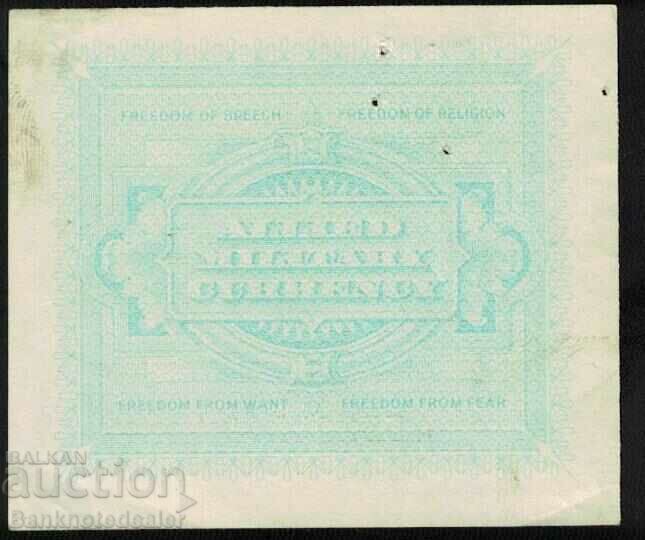 FREEDOM OF SPEECH FREEDOM OF RELIGION
ALLIED
MILITARY
CURRENCY
FREEDOM FROM WANT FREEDOM FROM FEAR
BALKAN
auction
Banknotedealer